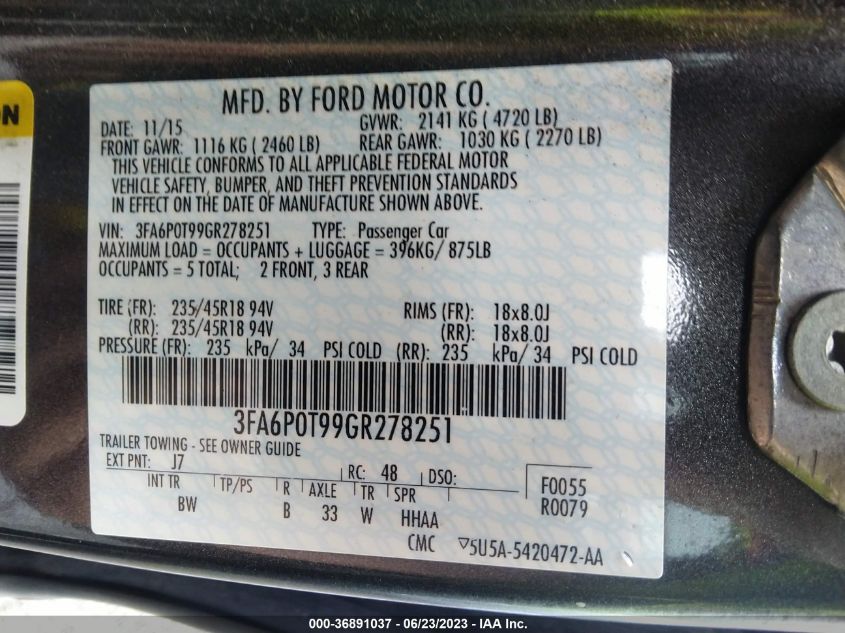 ON
MFD. BY FORD MOTOR CO.
DATE: 11/15 GVWR: 2141 KG ( 4720 LB)
FRONT GAWR: 1116 KG ( 2460 LB) REAR GAWR: 1030 KG ( 2270 LB)
THIS VEHICLE CONFORMS TO ALL APPLICABLE FEDERAL MOTOR
VEHICLE SAFETY, BUMPER, AND THEFT PREVENTION STANDARDS
IN EFFECT ON THE DATE OF MANUFACTURE SHOWN ABOVE.
VIN: 3FA6P0T99GR278251 TYPE: Passenger Car
MAXIMUM LOAD = OCCUPANTS + LUGGAGE = 396KG/ 875LB
OCCUPANTS = 5 TOTAL; 2 FRONT, 3 REAR
TIRE (FR): 235/45R18 94V RIMS (FR): 18x8.0J
(RR): 235/45R18 94V (RR): 18x8.0J
PRESSURE (FR): 235 kPa/ 34 PSI COLD (RR): 235 kPa/ 34 PSI COLD
3FA6P0T99GR278251
TRAILER TOWING - SEE OWNER GUIDE
EXT PNT: J7 RC: 48 DSO: F0055
INT TR TP/PS R AXLE TR SPR R0079
BW B 33 W HHAA
CMC ▽5U5A-5420472-AA
000-36891037 - 06/23/2023 - IAA Inc.